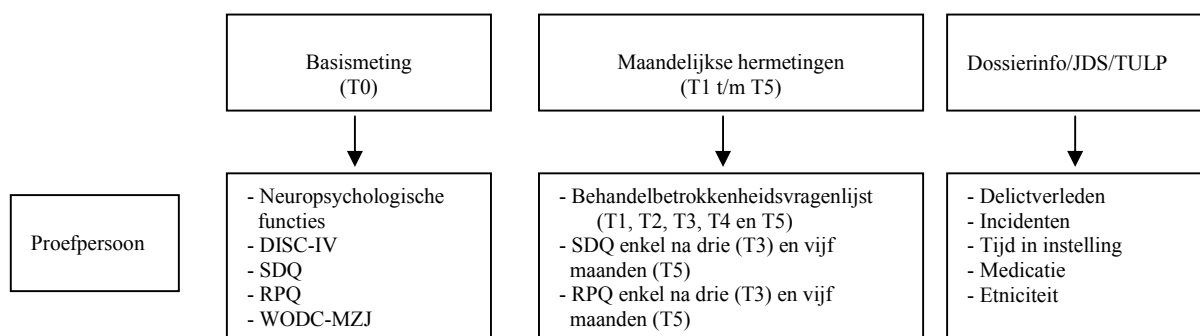 Basismeting
(T0)
Maandelijkse hermetingen
(T1 t/m T5)
Dossierinfo/JDS/TULP
Proefpersoon
- Neuropsychologische
functies
- DISC-IV
- SDQ
- RPQ
- WODC-MZJ
- Behandelbetrokkenheidsvragenlijst
(T1, T2, T3, T4 en T5)
- SDQ enkel na drie (T3) en vijf
maanden (T5)
- RPQ enkel na drie (T3) en vijf
maanden (T5)
- Delictverleden
- Incidenten
- Tijd in instelling
- Medicatie
- Etniciteit